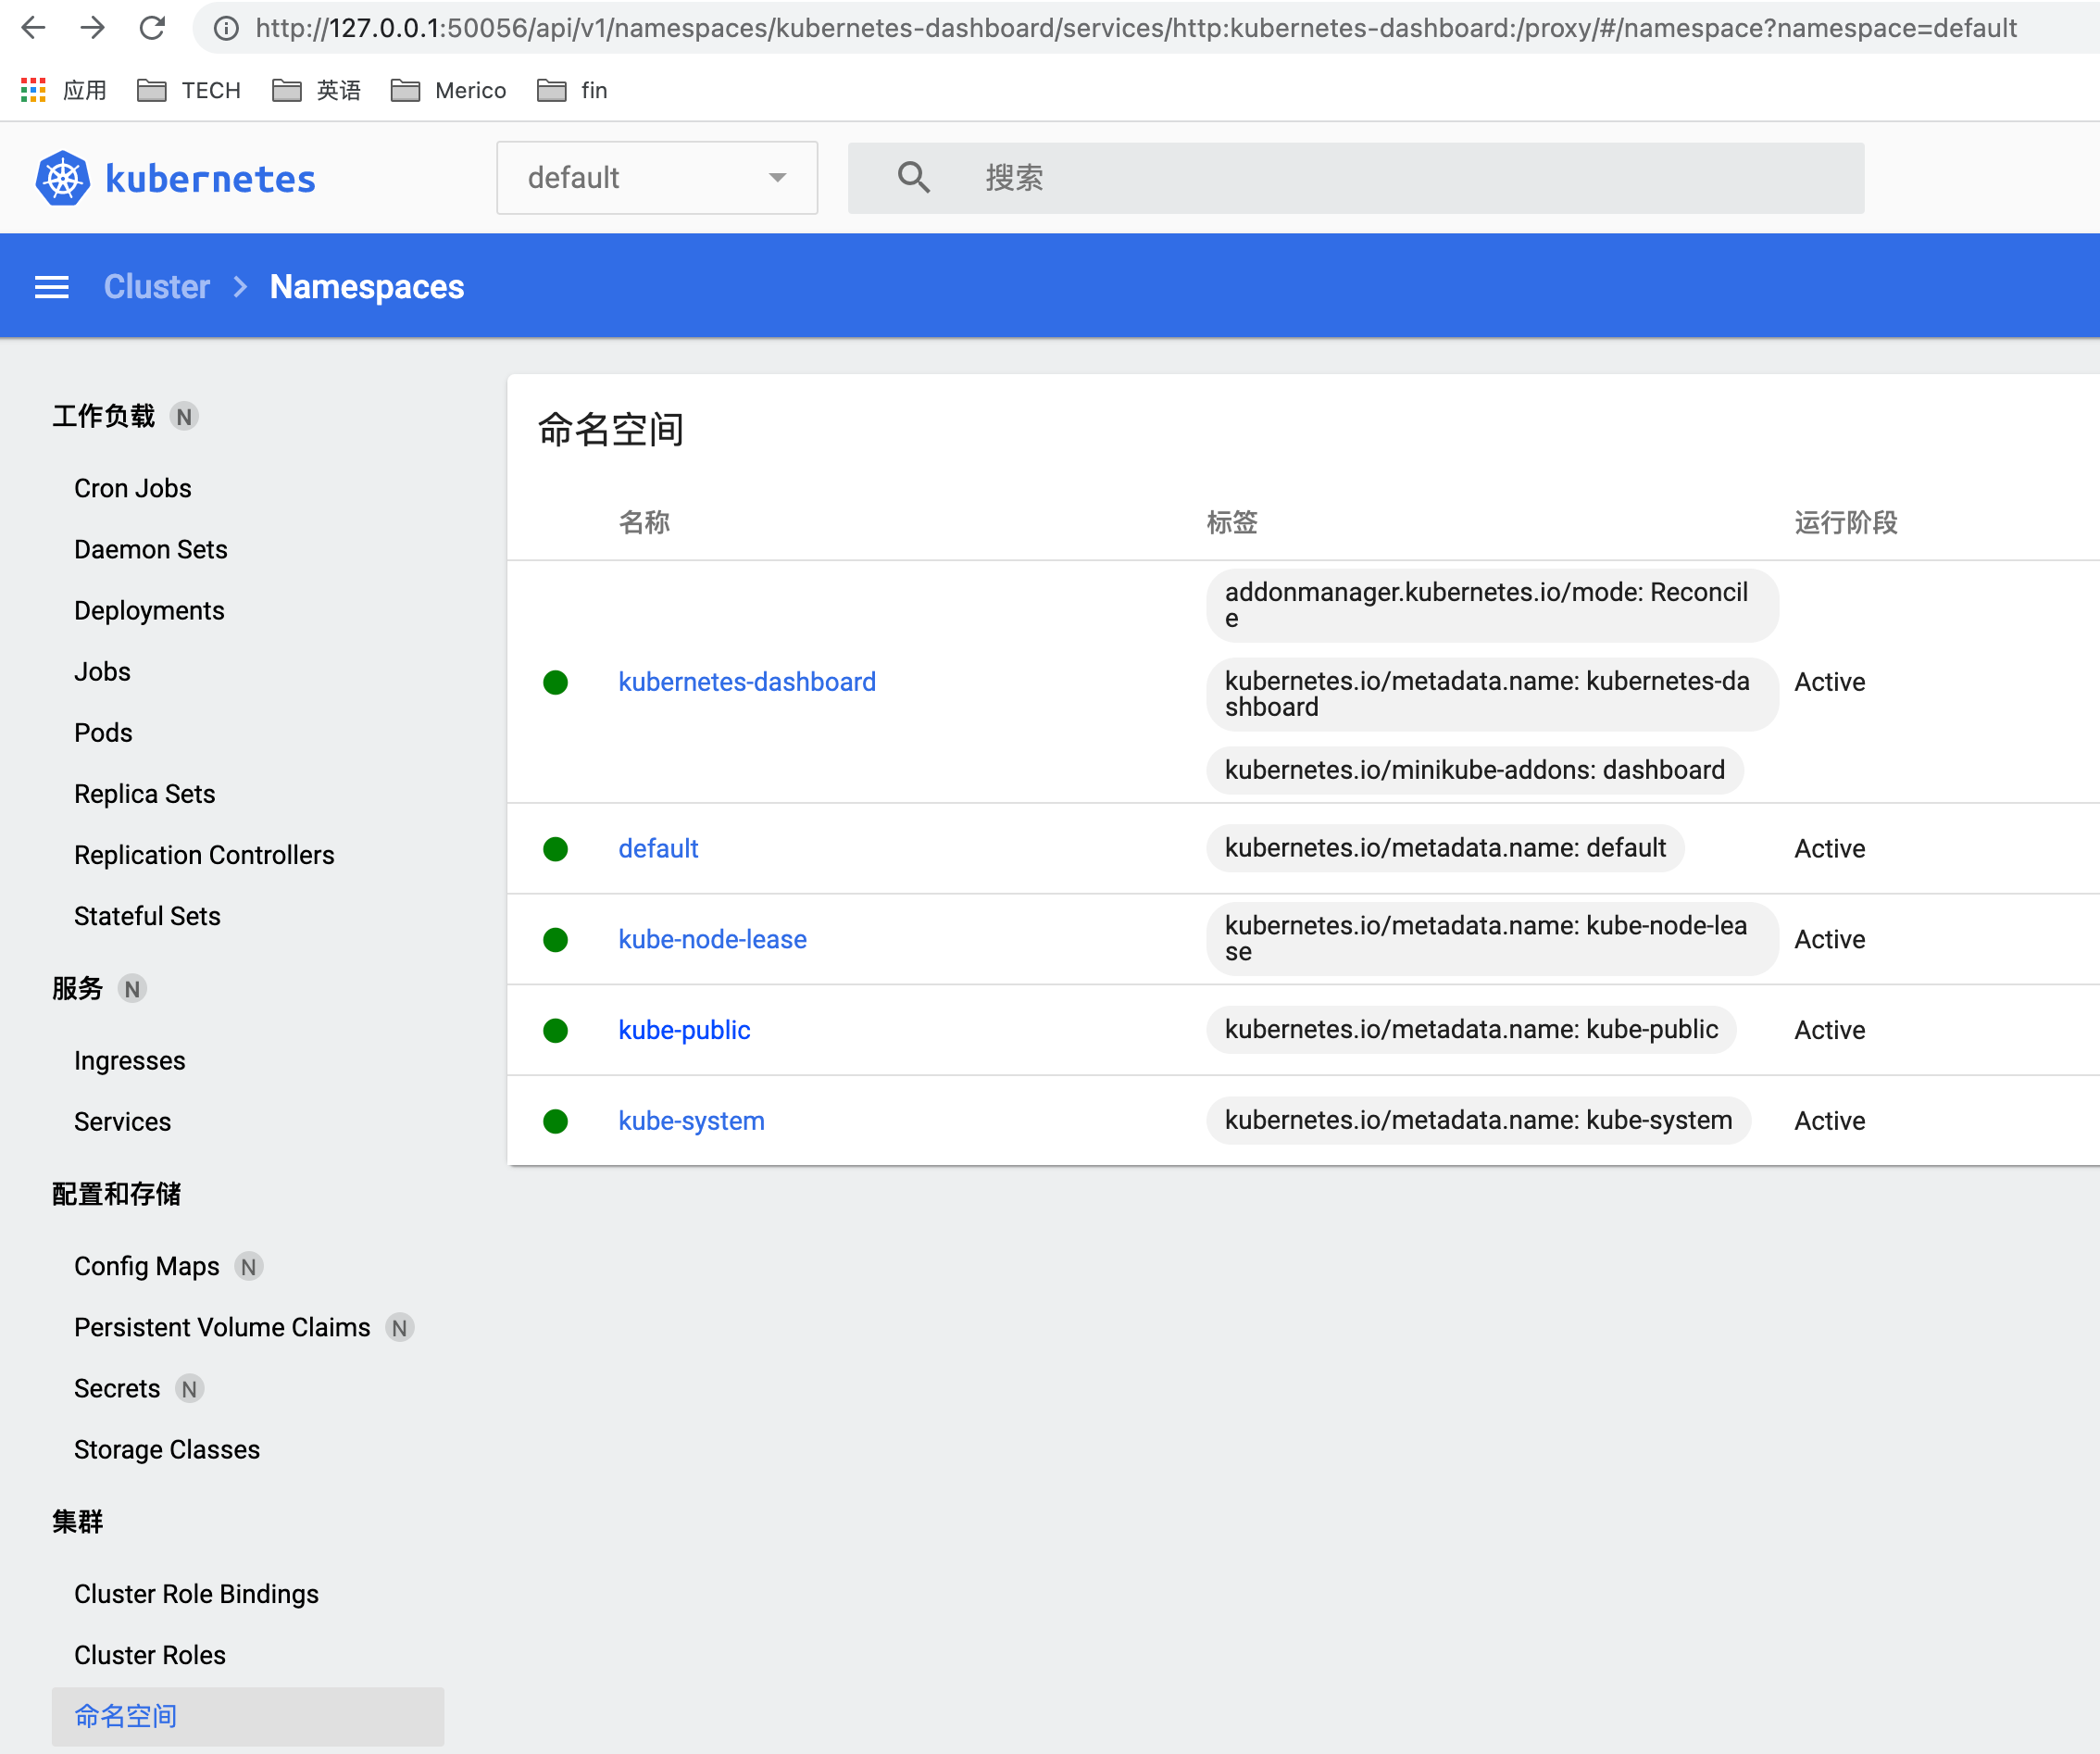 http://127.0.0.1:50056/api/v1/namespaces/kubernetes-dashboard/services/http:kubernetes-dashboard:/proxy/#/namespace?namespace=default
应用 TECH 英语 Merico fin
kubernetes default 搜索
Cluster > Namespaces
工作负载 N
Cron Jobs
Daemon Sets
Deployments
Jobs
Pods
Replica Sets
Replication Controllers
Stateful Sets
服务 N
Ingresses
Services
配置和存储
Config Maps N
Persistent Volume Claims N
Secrets N
Storage Classes
集群
Cluster Role Bindings
Cluster Roles
命名空间
命名空间
名称 标签 运行阶段
addonmanager.kubernetes.io/mode: Reconcil
e
kubernetes-dashboard kubernetes.io/metadata.name: kubernetes-da Active
shboard
kubernetes.io/minikube-addons: dashboard
default kubernetes.io/metadata.name: default Active
kube-node-lease kubernetes.io/metadata.name: kube-node-lea Active
se
kube-public kubernetes.io/metadata.name: kube-public Active
kube-system kubernetes.io/metadata.name: kube-system Active